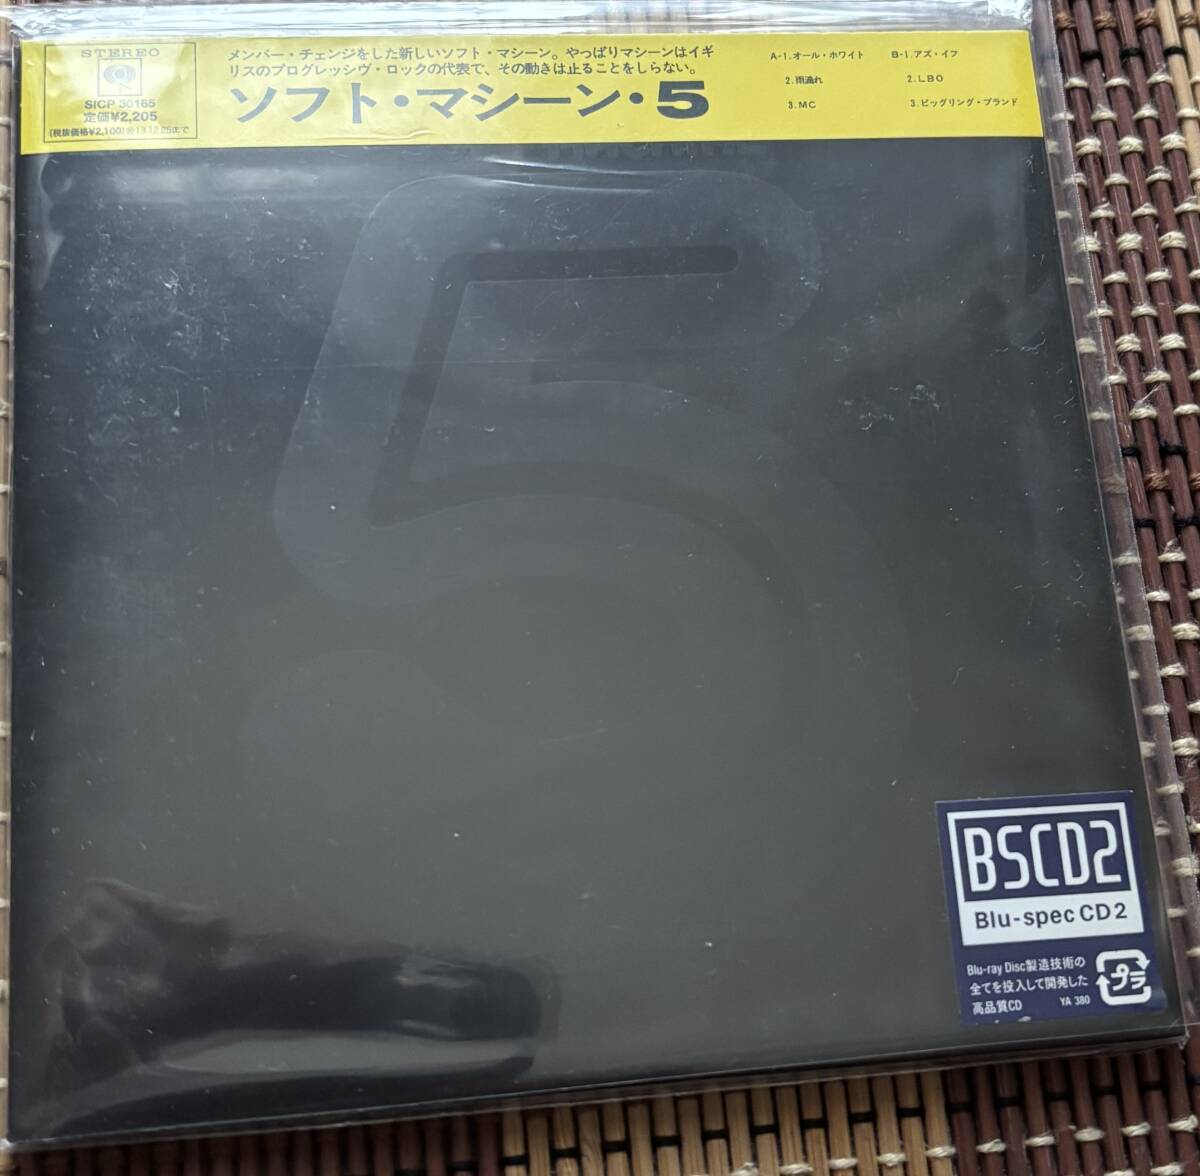 STEREO
SICP 30165
定価¥2,205
(税抜価格¥2,100)㊢13.12.05まで
メンバー・チェンジをした新しいソフト・マシーン。やっぱりマシーンはイギ
リスのプログレッシヴ・ロックの代表で、その動きは止ることをしらない。
ソフト・マシーン・5
A-1.オール・ホワイト
2.雨溢れ
3.MC
B-1.アズ・イフ
2.LBO
3.ピッグリング・ブランド
5
BSCD2
Blu-spec CD2
Blu-ray Disc製造技術の
全てを投入して開発した
高品質CD
YA 380
プラ